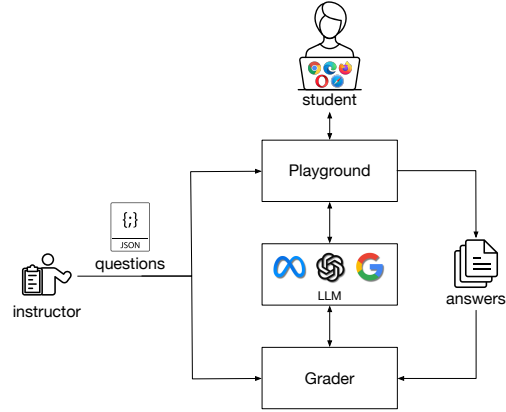 student
Playground
{;}
JSON
questions
instructor
LLM
answers
Grader